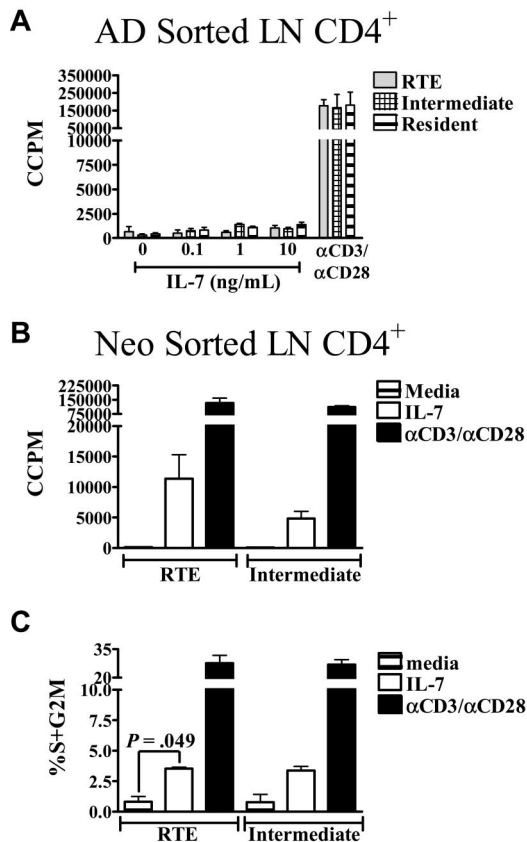 A
AD Sorted LN CD4+
350000
250000
150000
50000
10000
7500
5000
2500
0
CCPM
RTE
Intermediate
Resident
0 0.1 1 10
IL-7 (ng/mL)
αCD3/
αCD28
B
Neo Sorted LN CD4+
225000
150000
75000
20000
15000
10000
5000
0
CCPM
Media
IL-7
αCD3/αCD28
RTE Intermediate
C
35
20
10.0
7.5
5.0
2.5
0.0
%S+G2M
P = .049
media
IL-7
αCD3/αCD28
RTE Intermediate